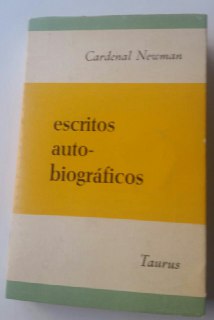 Cardenal Newman
escritos
auto-
biográficos
Taurus